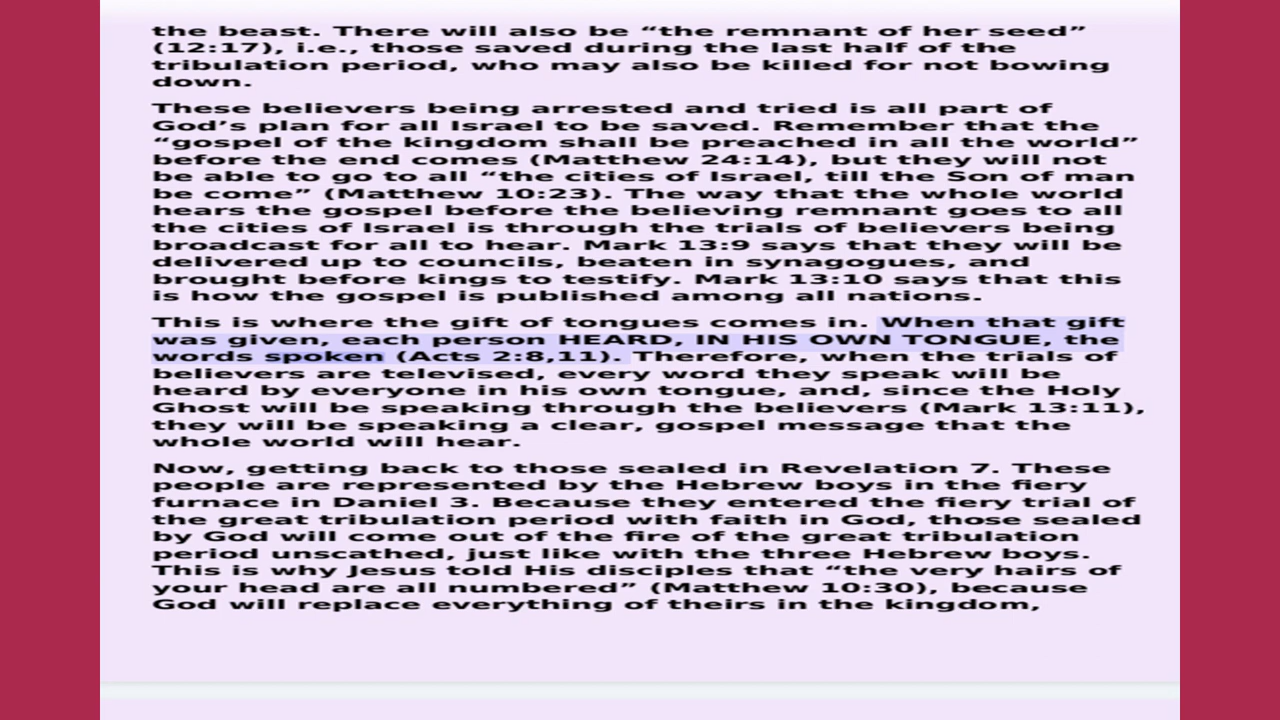 the beast. There will also be “the remnant of her seed”
(12:17), i.e., those saved during the last half of the
tribulation period, who may also be killed for not bowing
down.
These believers being arrested and tried is all part of
God’s plan for all Israel to be saved. Remember that the
“gospel of the kingdom shall be preached in all the world”
before the end comes (Matthew 24:14), but they will not
be able to go to all “the cities of Israel, till the Son of man
be come” (Matthew 10:23). The way that the whole world
hears the gospel before the believing remnant goes to all
the cities of Israel is through the trials of believers being
broadcast for all to hear. Mark 13:9 says that they will be
delivered up to councils, beaten in synagogues, and
brought before kings to testify. Mark 13:10 says that this
is how the gospel is published among all nations.
This is where the gift of tongues comes in. When that gift
was given, each person HEARD, IN HIS OWN TONGUE, the
words spoken (Acts 2:8,11). Therefore, when the trials of
believers are televised, every word they speak will be
heard by everyone in his own tongue, and, since the Holy
Ghost will be speaking through the believers (Mark 13:11),
they will be speaking a clear, gospel message that the
whole world will hear.
Now, getting back to those sealed in Revelation 7. These
people are represented by the Hebrew boys in the fiery
furnace in Daniel 3. Because they entered the fiery trial of
the great tribulation period with faith in God, those sealed
by God will come out of the fire of the great tribulation
period unscathed, just like with the three Hebrew boys.
This is why Jesus told His disciples that “the very hairs of
your head are all numbered” (Matthew 10:30), because
God will replace everything of theirs in the kingdom,